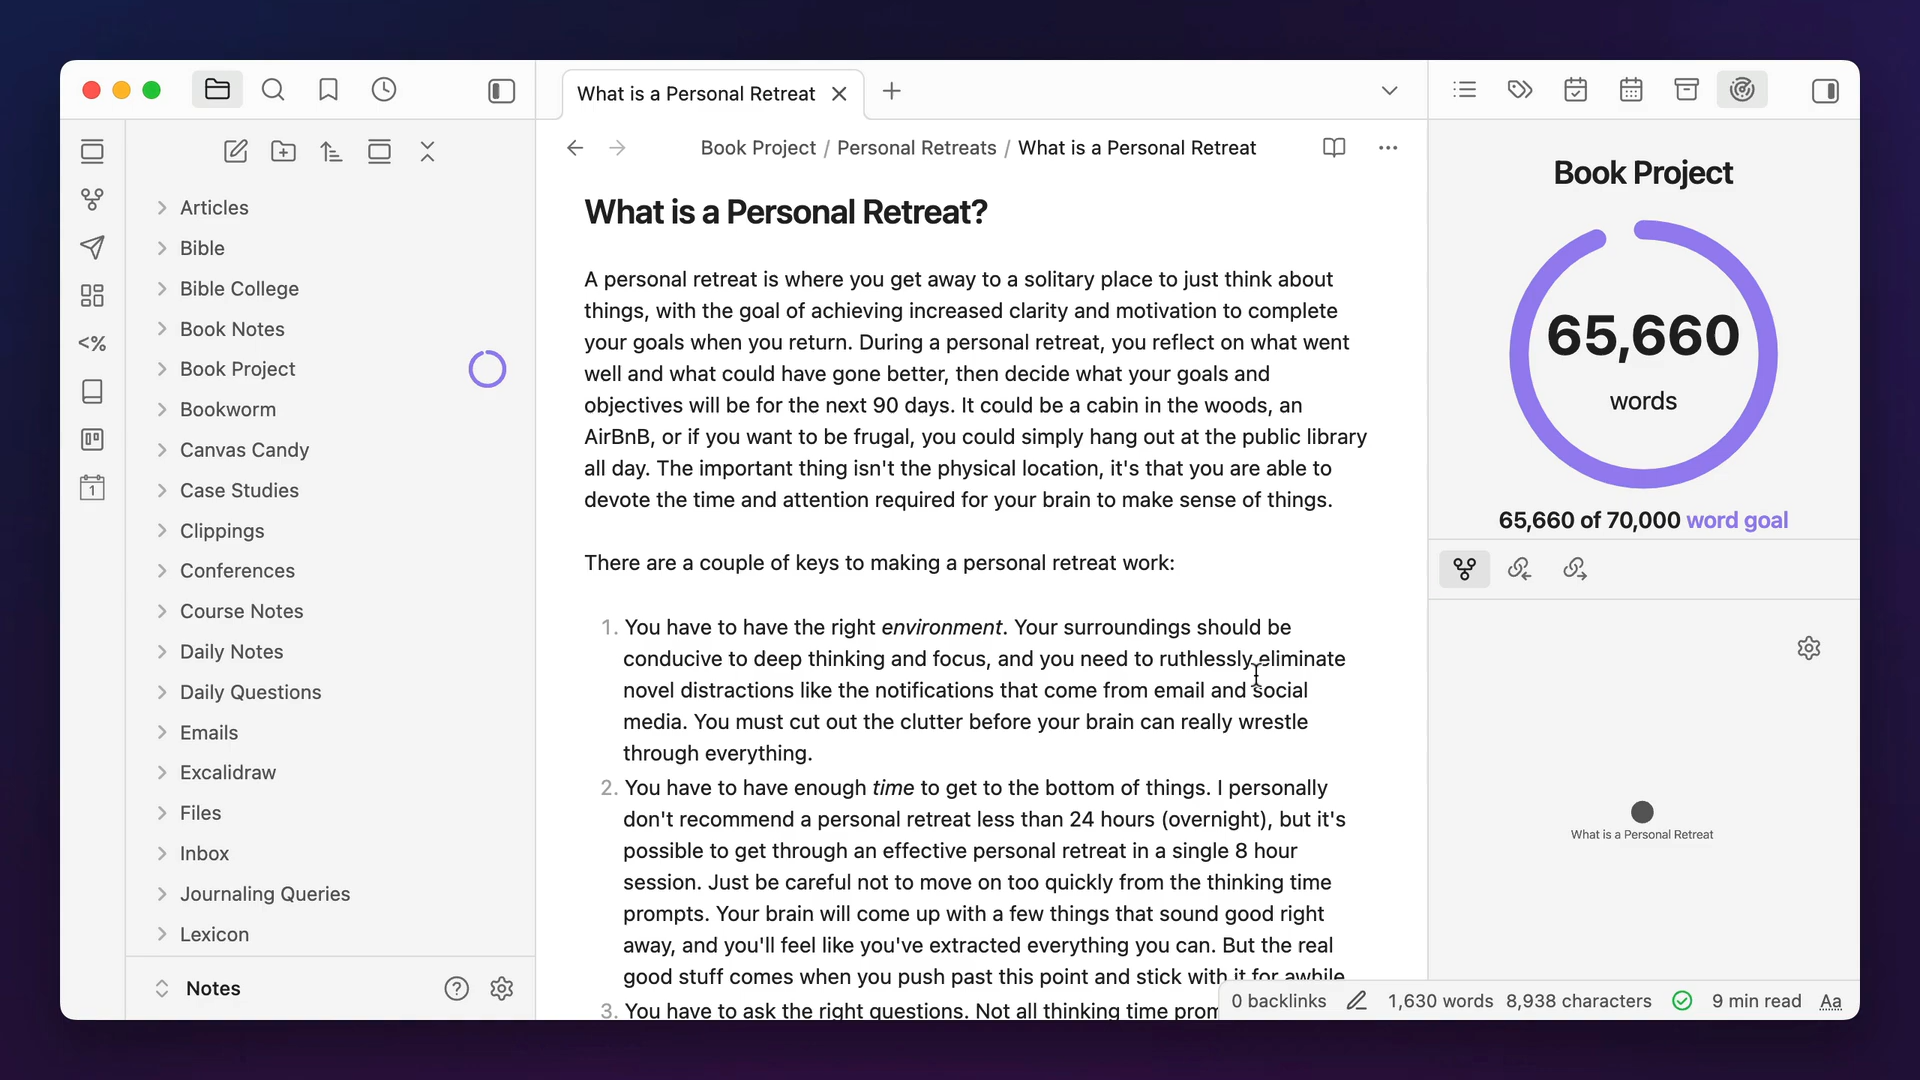 What is a Personal Retreat
Book Project / Personal Retreats / What is a Personal Retreat
<%
1
Articles
Bible
Bible College
Book Notes
Book Project
Bookworm
Canvas Candy
Case Studies
Clippings
Conferences
Course Notes
Daily Notes
Daily Questions
Emails
Excalidraw
Files
Inbox
Journaling Queries
Lexicon
Notes
What is a Personal Retreat?
A personal retreat is where you get away to a solitary place to just think about
things, with the goal of achieving increased clarity and motivation to complete
your goals when you return. During a personal retreat, you reflect on what went
well and what could have gone better, then decide what your goals and
objectives will be for the next 90 days. It could be a cabin in the woods, an
AirBnB, or if you want to be frugal, you could simply hang out at the public library
all day. The important thing isn't the physical location, it's that you are able to
devote the time and attention required for your brain to make sense of things.
There are a couple of keys to making a personal retreat work:
1. You have to have the right environment. Your surroundings should be
conducive to deep thinking and focus, and you need to ruthlessly eliminate
novel distractions like the notifications that come from email and social
media. You must cut out the clutter before your brain can really wrestle
through everything.
2. You have to have enough time to get to the bottom of things. I personally
don't recommend a personal retreat less than 24 hours (overnight), but it's
possible to get through an effective personal retreat in a single 8 hour
session. Just be careful not to move on too quickly from the thinking time
prompts. Your brain will come up with a few things that sound good right
away, and you'll feel like you've extracted everything you can. But the real
good stuff comes when you push past this point and stick with it for awhile
3. You have to ask the right questions. Not all thinking time prom
Book Project
65,660
words
65,660 of 70,000 word goal
What is a Personal Retreat
0 backlinks 1,630 words 8,938 characters 9 min read Aa